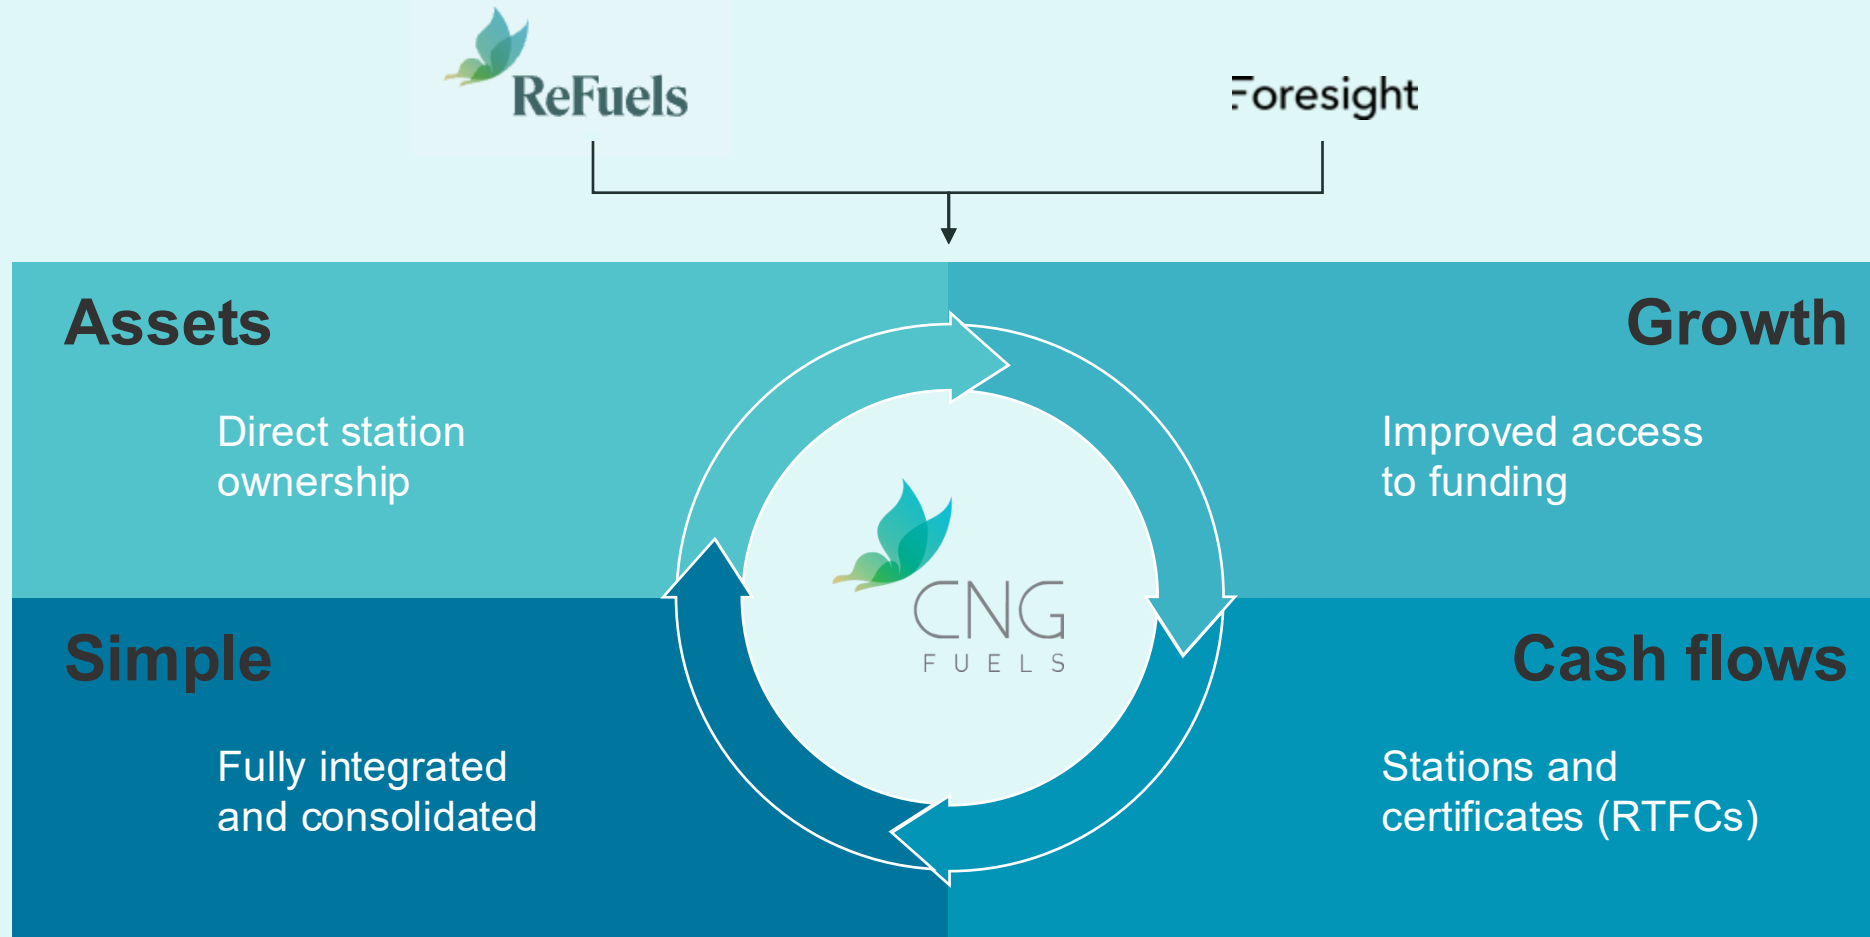 ReFuels
Foresight
Assets
Direct station
ownership
Growth
Improved access
to funding
CNG
FUELS
Simple
Fully integrated
and consolidated
Cash flows
Stations and
certificates (RTFCs)